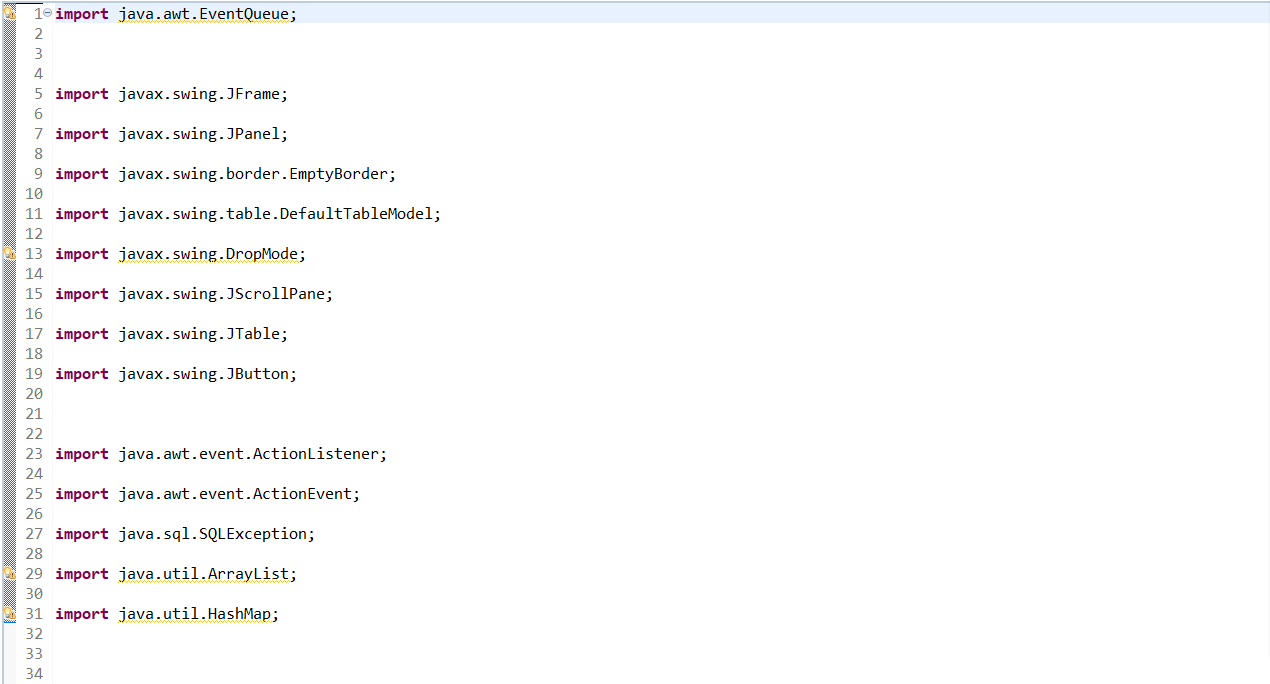 1 import java.awt.EventQueue;
2
3
4
5 import javax.swing.JFrame;
6
7 import javax.swing.JPanel;
8
9 import javax.swing.border.EmptyBorder;
10
11 import javax.swing.table.DefaultTableModel;
12
13 import javax.swing.DropMode;
14
15 import javax.swing.JScrollPane;
16
17 import javax.swing.JTable;
18
19 import javax.swing.JButton;
20
21
22
23 import java.awt.event.ActionListener;
24
25 import java.awt.event.ActionEvent;
26
27 import java.sql.SQLException;
28
29 import java.util.ArrayList;
30
31 import java.util.HashMap;
32
33
34